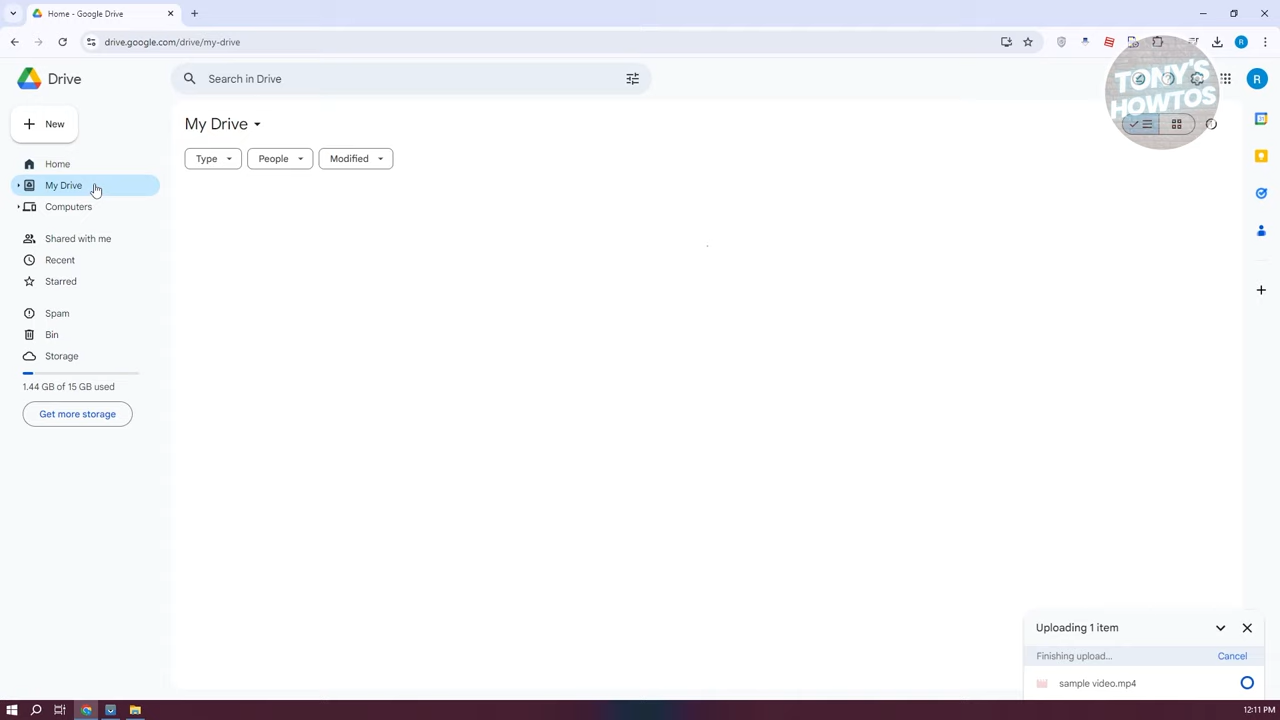 Home - Google Drive
drive.google.com/drive/my-drive
R
Drive
Search in Drive
R
TONY'S
HOWTOS
New
My Drive
Type
People
Modified
Home
My Drive
Computers
Shared with me
Recent
Starred
Spam
Bin
Storage
1.44 GB of 15 GB used
Get more storage
Uploading 1 item
Finishing upload...
Cancel
sample video.mp4
12:11 PM